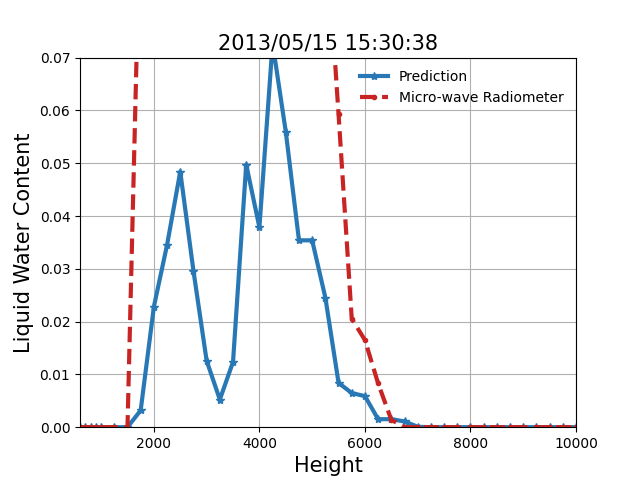 2013/05/15 15:30:38
0.07
0.06
0.05
0.04
0.03
0.02
0.01
0.00
Liquid Water Content
Prediction
Micro-wave Radiometer
2000 4000 6000 8000 10000
Height